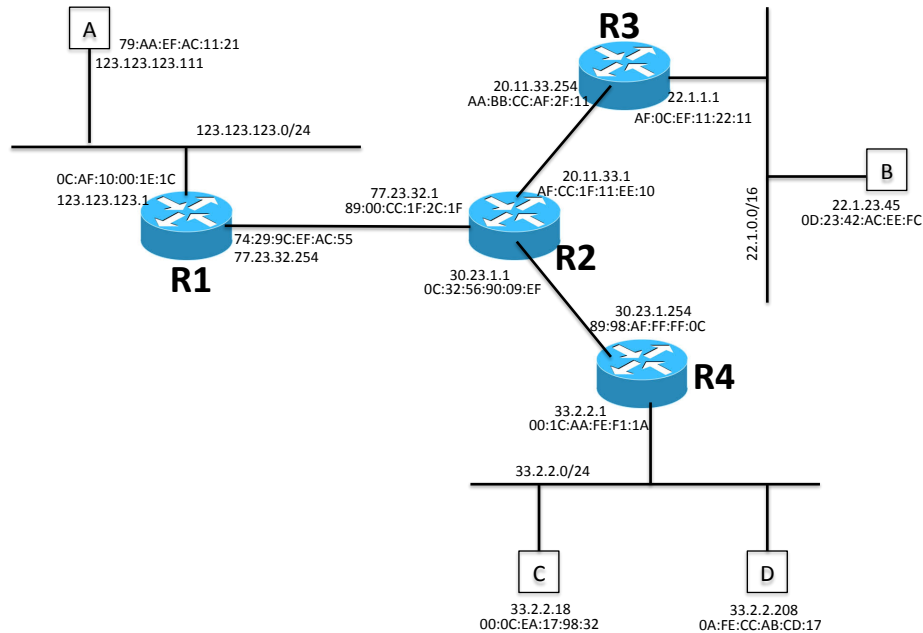 A
79:AA:EF:AC:11:21
123.123.123.111
123.123.123.0/24
0C:AF:10:00:1E:1C
123.123.123.1
74:29:9C:EF:AC:55
77.23.32.254
R1
77.23.32.1
89:00:CC:1F:2C:1F
R2
20.11.33.1
AF:CC:1F:11:EE:10
30.23.1.1
0C:32:56:90:09:EF
R3
20.11.33.254
AA:BB:CC:AF:2F:11
22.1.1.1
AF:0C:EF:11:22:11
22.1.0.0/16
B
22.1.23.45
0D:23:42:AC:EE:FC
30.23.1.254
89:98:AF:FF:FF:0C
R4
33.2.2.1
00:1C:AA:FE:F1:1A
33.2.2.0/24
C
33.2.2.18
00:0C:EA:17:98:32
D
33.2.2.208
0A:FE:CC:AB:CD:17